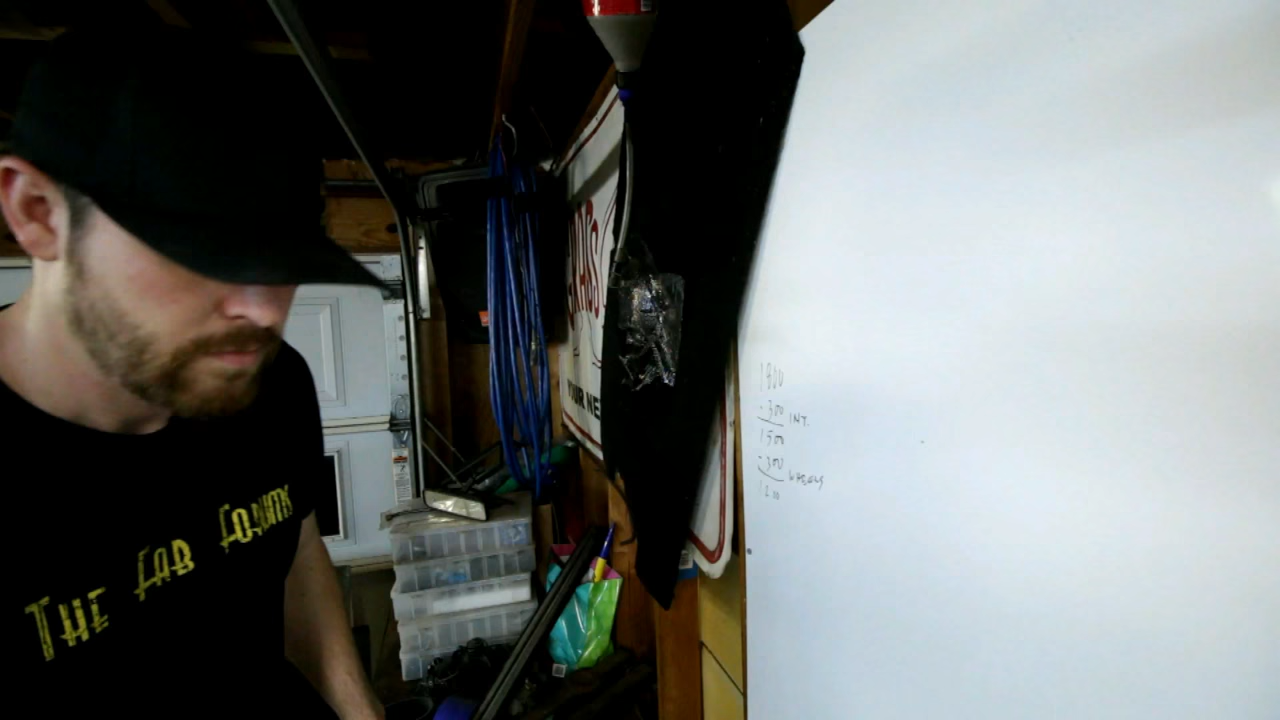 THE FAB FORUMS
YOUR NE
1800
-300 INT.
1500
-300 WHEELS
1200